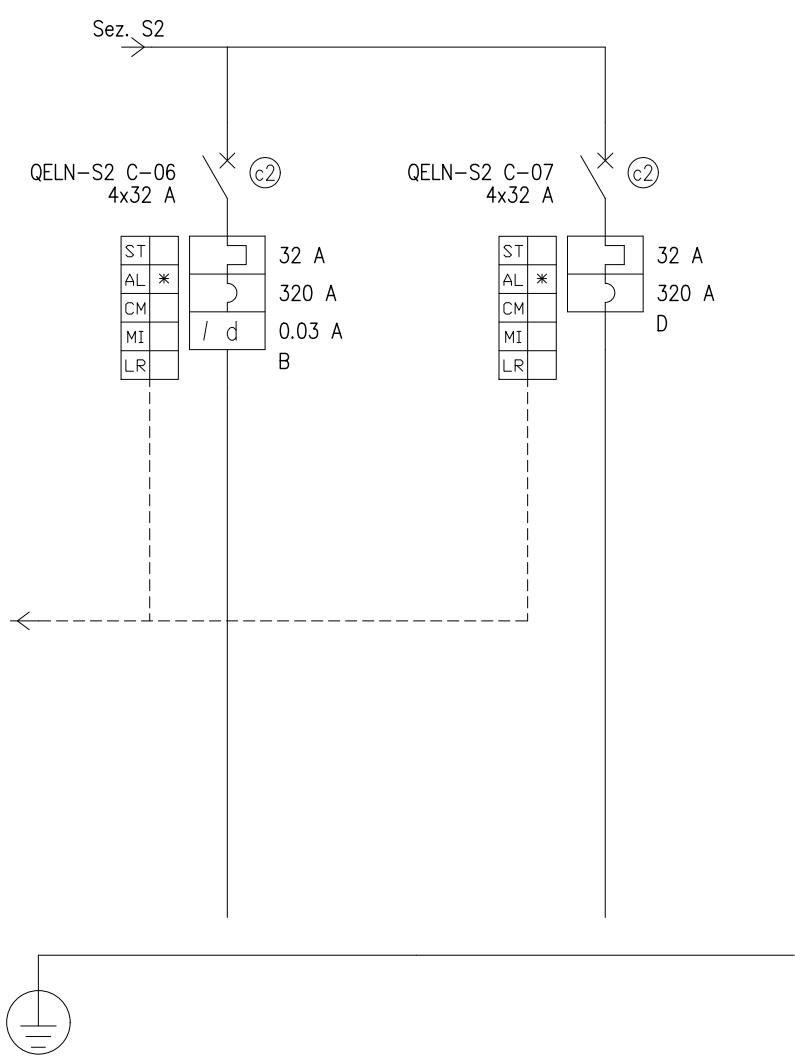 Sez. S2
QELN-S2 C-06
4x32 A
c2
ST
AL *
CM
MI
LR
I d
32 A
320 A
0.03 A
B
QELN-S2 C-07
4x32 A
c2
ST
AL *
CM
MI
LR
32 A
320 A
D